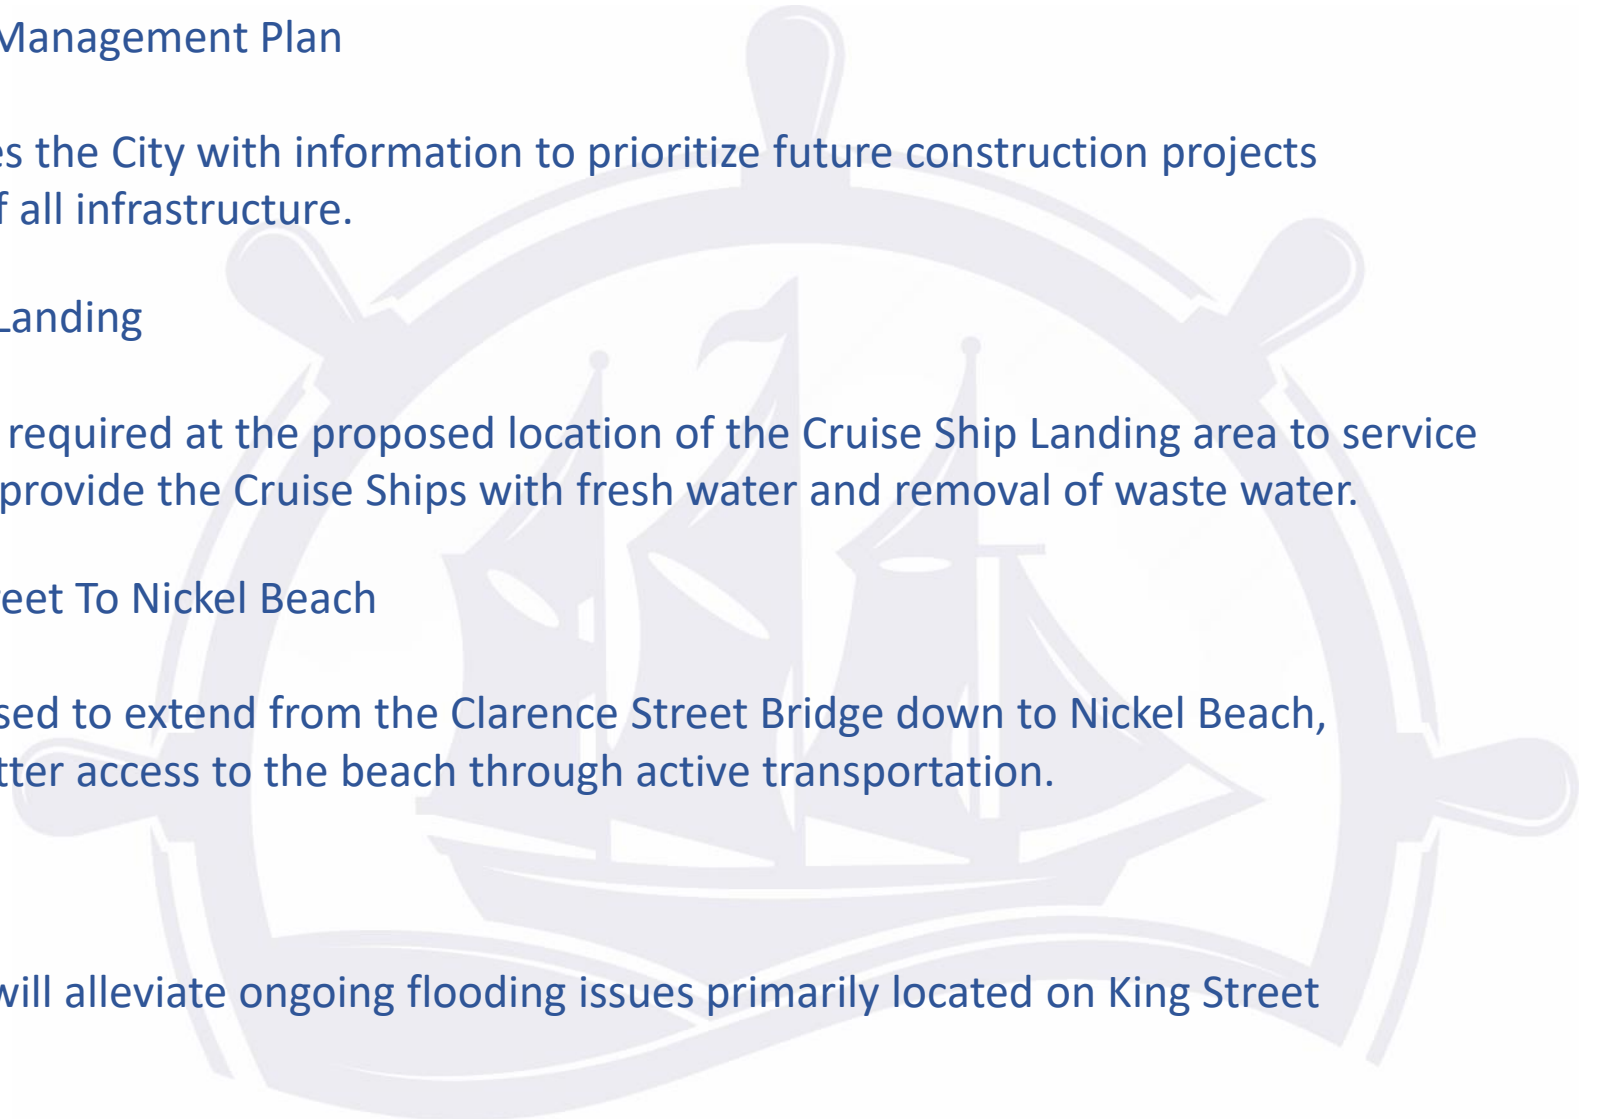 Management Plan
es the City with information to prioritize future construction projects
f all infrastructure.
Landing
required at the proposed location of the Cruise Ship Landing area to service
provide the Cruise Ships with fresh water and removal of waste water.
eet To Nickel Beach
sed to extend from the Clarence Street Bridge down to Nickel Beach,
tter access to the beach through active transportation.
will alleviate ongoing flooding issues primarily located on King Street